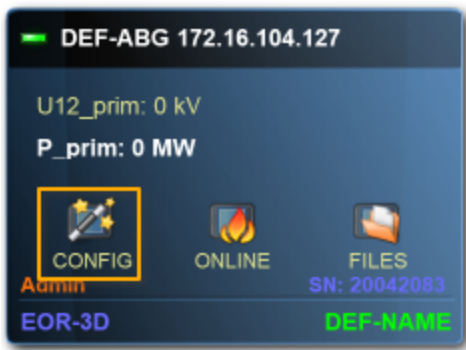 DEF-ABG 172.16.104.127
U12_prim: 0 kV
P_prim: 0 MW
CONFIG ONLINE FILES
Admin SN: 20042083
EOR-3D DEF-NAME